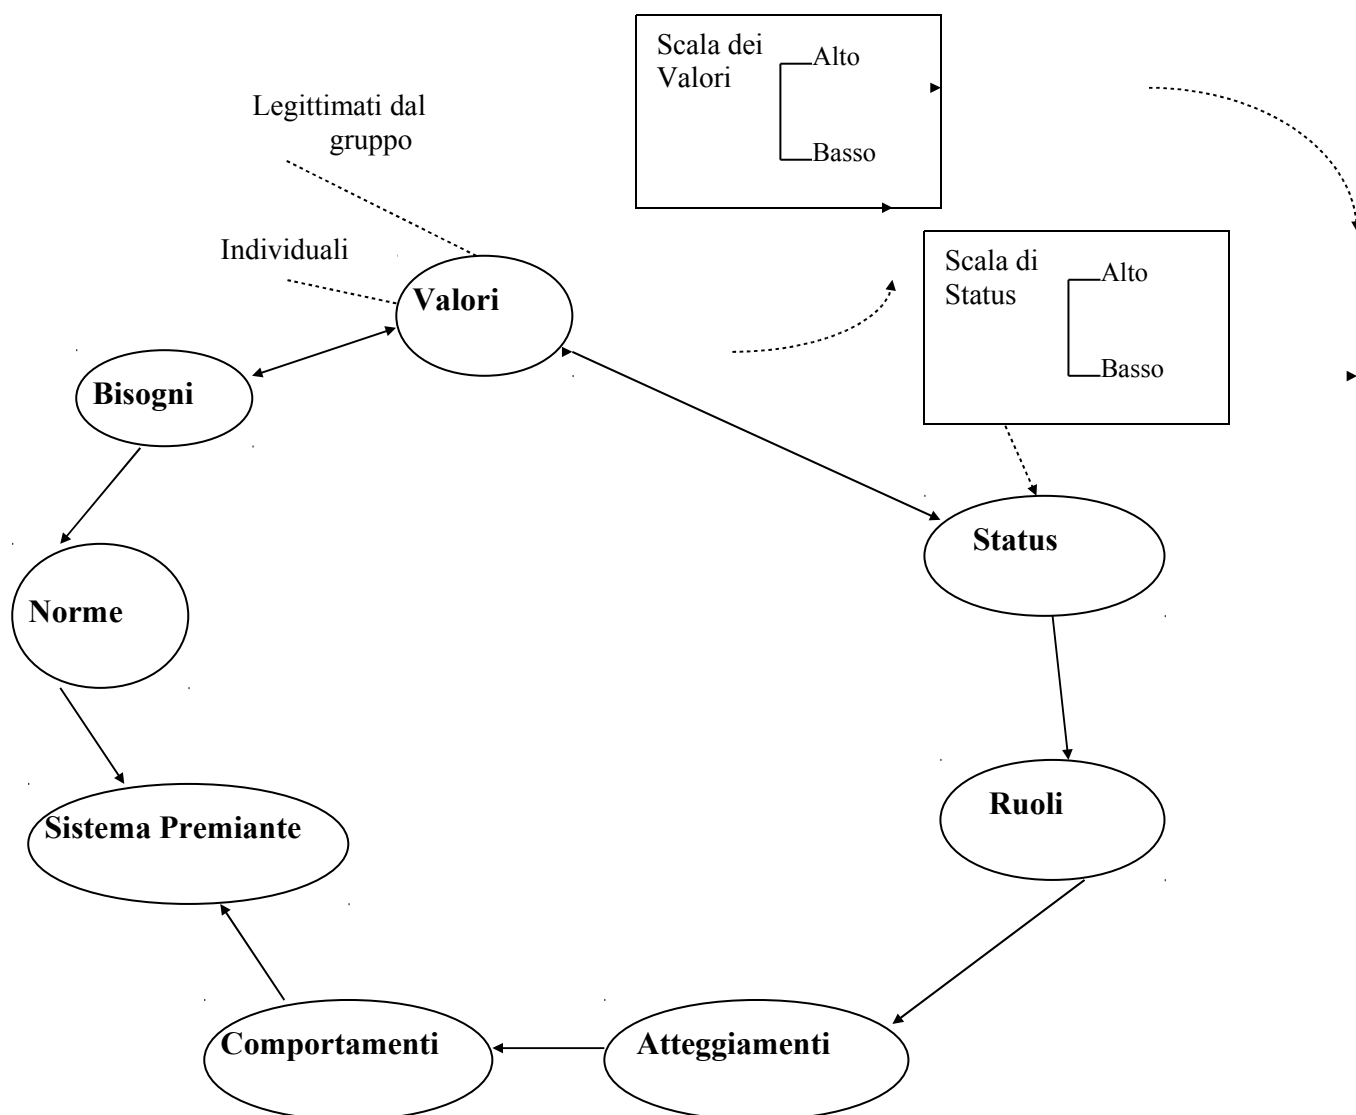 Scala dei
Valori
Alto
Basso
Legittimati dal
gruppo
Individuali
Valori
Scala di
Status
Alto
Basso
Bisogni
Status
Norme
Ruoli
Sistema Premiante
Comportamenti
Atteggiamenti